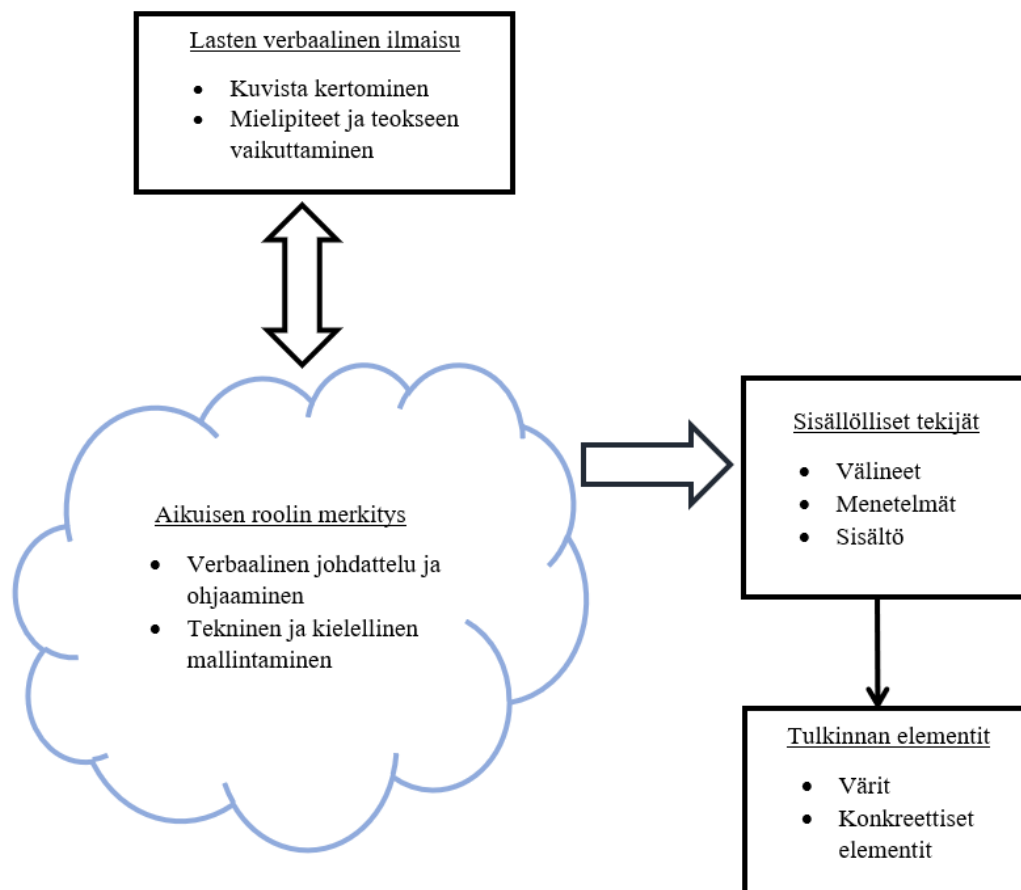 Lasten verbaalinen ilmaisu
• Kuvista kertominen
• Mielipiteet ja teokseen
vaikuttaminen
Aikuisen roolin merkitys
• Verbaalinen johdattelu ja
ohjaaminen
• Tekninen ja kielellinen
mallintaminen
Sisällölliset tekijät
• Välineet
• Menetelmät
• Sisältö
Tulkinnan elementit
• Värit
• Konkreettiset
elementit